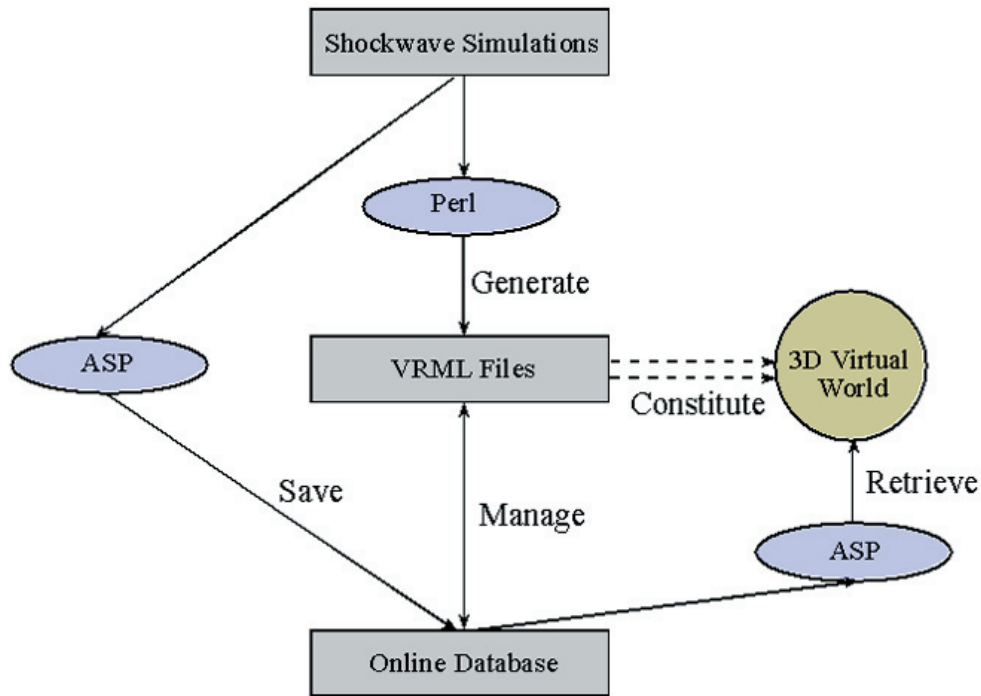 Shockwave Simulations
Perl
Generate
ASP
VRML Files
Constitute
3D Virtual
World
Save
Manage
Retrieve
ASP
Online Database